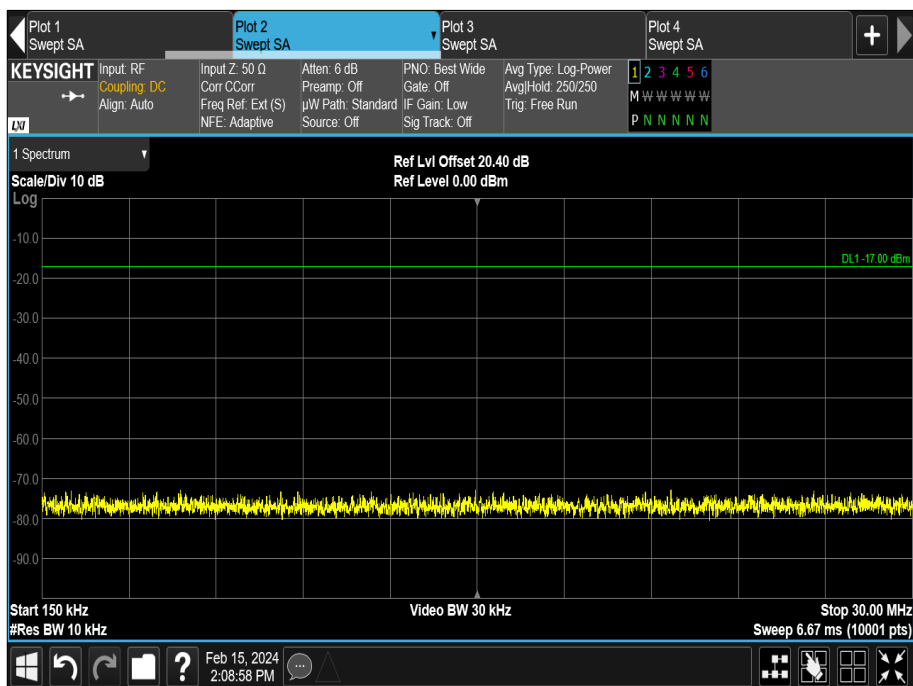 Plot 1
Swept SA
Plot 2
Swept SA
Plot 3
Swept SA
Plot 4
Swept SA
+
KEYSIGHT
LXI
Input: RF
Coupling: DC
Align: Auto
Input Z: 50 Ω
Corr CCorr
Freq Ref: Ext (S)
NFE: Adaptive
Atten: 6 dB
Preamp: Off
µW Path: Standard
Source: Off
PNO: Best Wide
Gate: Off
IF Gain: Low
Sig Track: Off
Avg Type: Log-Power
Avg|Hold: 250/250
Trig: Free Run
1 2 3 4 5 6
M W W W W W
P N N N N N
1 Spectrum
Scale/Div 10 dB
Ref Lvl Offset 20.40 dB
Ref Level 0.00 dBm
Log
-10.0
DL1 -17.00 dBm
-20.0
-30.0
-40.0
-50.0
-60.0
-70.0
-80.0
-90.0
Start 150 kHz
#Res BW 10 kHz
Video BW 30 kHz
Stop 30.00 MHz
Sweep 6.67 ms (10001 pts)
?
Feb 15, 2024
2:08:58 PM